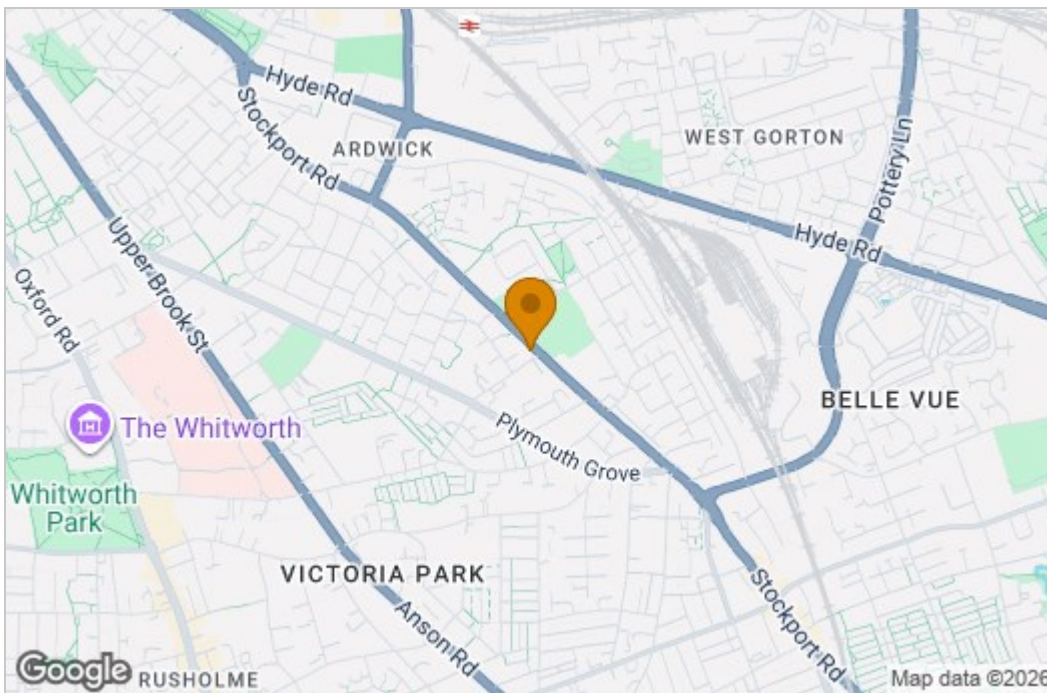 Hyde Rd
Stockport Rd
ARDWICK
WEST GORTON
Pottery Ln
Hyde Rd
Upper Brook St
Oxford Rd
The Whitworth
Whitworth
Park
Plymouth Grove
BELLE VUE
VICTORIA PARK
Anson Rd
Stockport Rd
Google
RUSHOLME
Map data ©2026